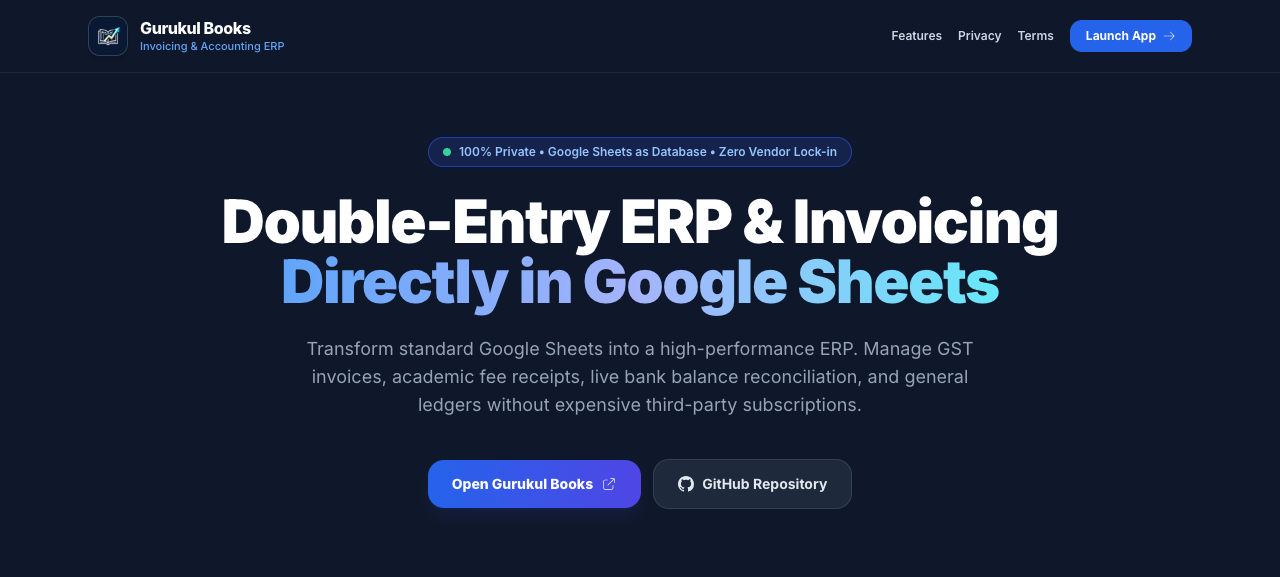 Gurukul Books
Invoicing & Accounting ERP
Features
Privacy
Terms
Launch App
100% Private • Google Sheets as Database • Zero Vendor Lock-in
Double-Entry ERP & Invoicing
Directly in Google Sheets
Transform standard Google Sheets into a high-performance ERP. Manage GST
invoices, academic fee receipts, live bank balance reconciliation, and general
ledgers without expensive third-party subscriptions.
Open Gurukul Books
GitHub Repository